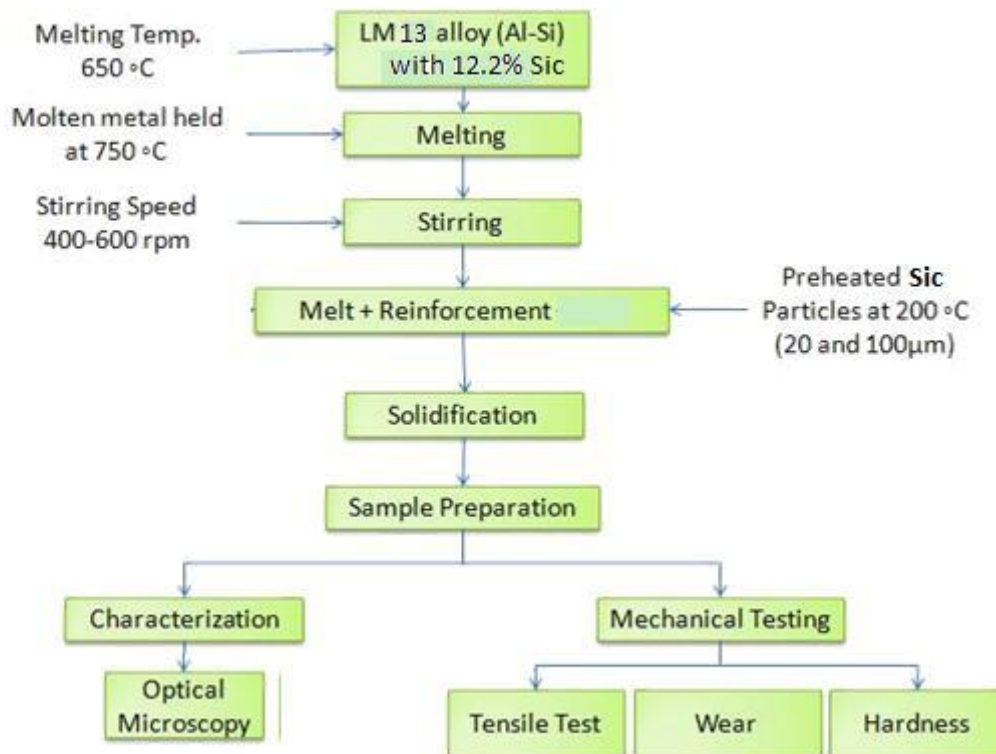 Melting Temp.
650 °C
LM 13 alloy (Al-Si)
with 12.2% Sic
Molten metal held
at 750 °C
Melting
Stirring Speed
400-600 rpm
Stirring
Melt + Reinforcement
Preheated Sic
Particles at 200 °C
(20 and 100μm)
Solidification
Sample Preparation
Characterization
Mechanical Testing
Optical
Microscopy
Tensile Test
Wear
Hardness